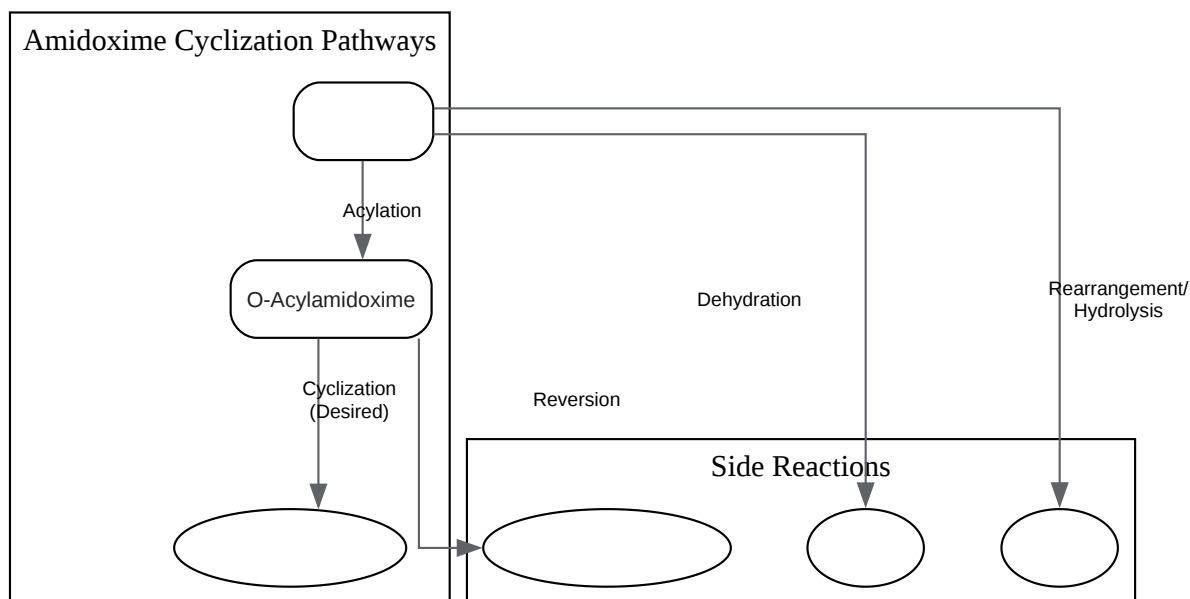 Amidoxime Cyclization Pathways
Acylation
O-Acylamidoxime
Dehydration
Rearrangement/
Hydrolysis
Cyclization
(Desired)
Reversion
Side Reactions